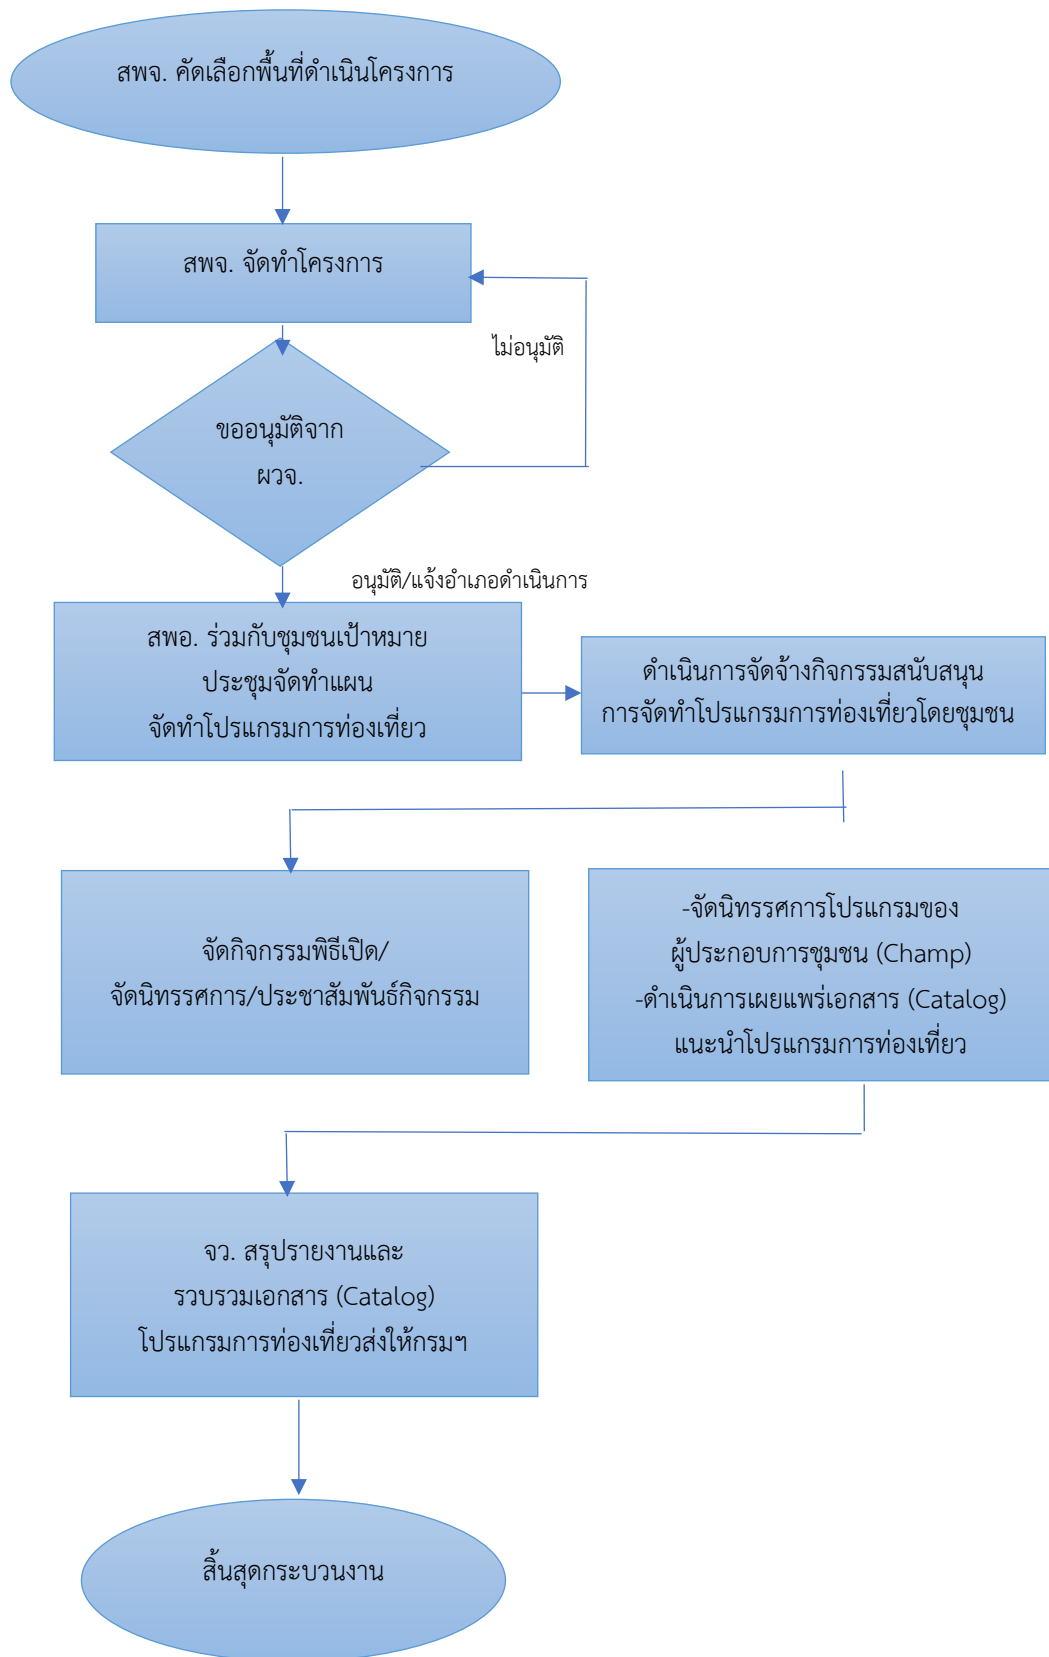 สพจ. คัดเลือกพื้นที่ดำเนินโครงการ
สพจ. จัดทำโครงการ
ไม่อนุมัติ
ขออนุมัติจาก
ผวจ.
อนุมัติ/แจ้งอำเภอดำเนินการ
สพอ. ร่วมกับชุมชนเป้าหมาย
ประชุมจัดทำแผน
จัดทำโปรแกรมการท่องเที่ยว
ดำเนินการจัดจ้างกิจกรรมสนับสนุน
การจัดทำโปรแกรมการท่องเที่ยวโดยชุมชน
จัดกิจกรรมพิธีเปิด/
จัดนิทรรศการ/ประชาสัมพันธ์กิจกรรม
-จัดนิทรรศการโปรแกรมของ
ผู้ประกอบการชุมชน (Champ)
-ดำเนินการเผยแพร่เอกสาร (Catalog)
แนะนำโปรแกรมการท่องเที่ยว
จว. สรุปรายงานและ
รวบรวมเอกสาร (Catalog)
โปรแกรมการท่องเที่ยวส่งให้กรมฯ
สิ้นสุดกระบวนงาน